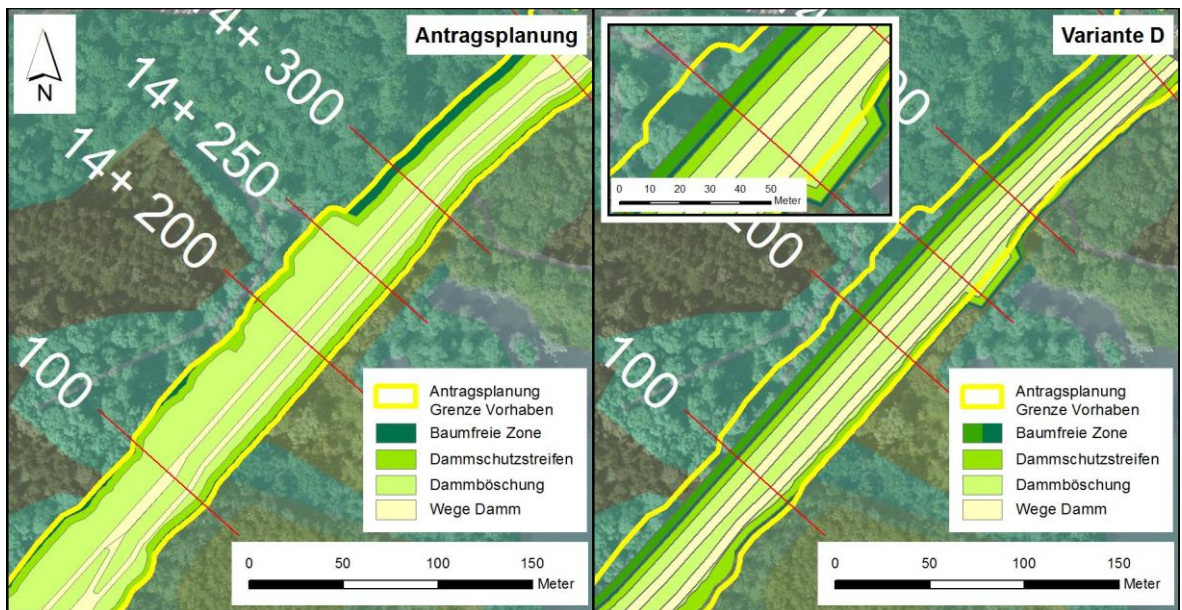 Antragsplanung
N
14+ 300
14+ 250
14+ 200
100
Antragsplanung
Grenze Vorhaben
Baumfreie Zone
Dammschutzstreifen
Dammböschung
Wege Damm
0 50 100 150
Meter
Variante D
0 10 20 30 40 50
Meter
00
200
100
Antragsplanung
Grenze Vorhaben
Baumfreie Zone
Dammschutzstreifen
Dammböschung
Wege Damm
0 50 100 150
Meter